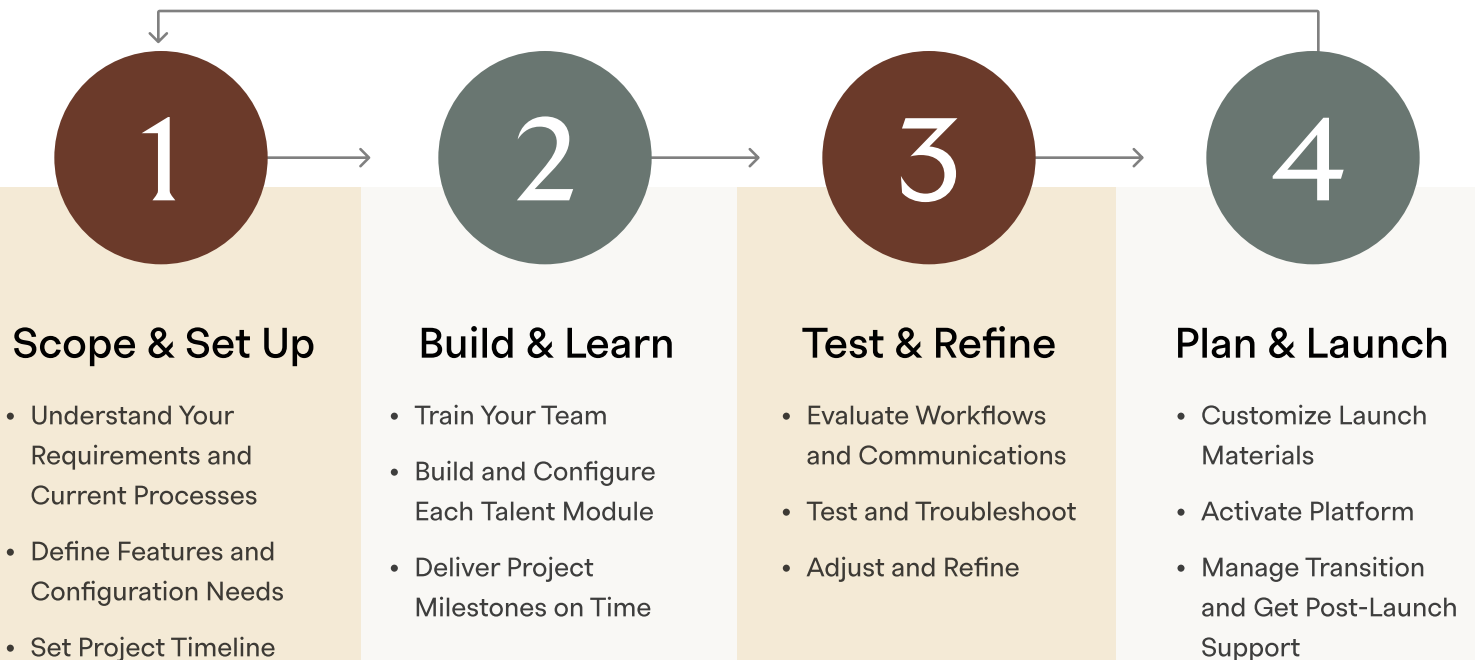 1
2
3
4
Scope & Set Up
• Understand Your
Requirements and
Current Processes
• Define Features and
Configuration Needs
• Set Project Timeline
Build & Learn
• Train Your Team
• Build and Configure
Each Talent Module
• Deliver Project
Milestones on Time
Test & Refine
• Evaluate Workflows
and Communications
• Test and Troubleshoot
• Adjust and Refine
Plan & Launch
• Customize Launch
Materials
• Activate Platform
• Manage Transition
and Get Post-Launch
Support